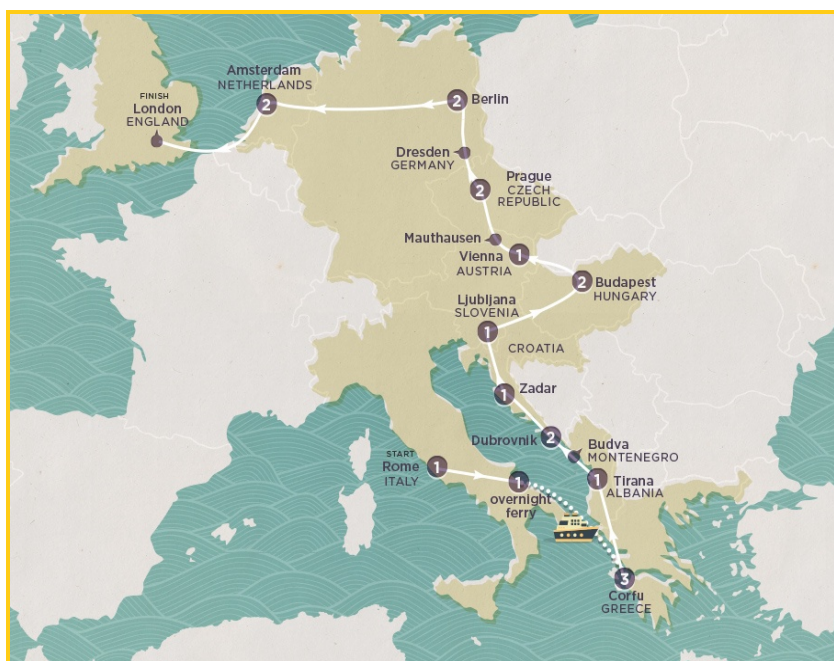 Amsterdam
NETHERLANDS
2
2
Berlin
FINISH
London
ENGLAND
Dresden
GERMANY
2
Prague
CZECH
REPUBLIC
Mauthausen
Vienna
AUSTRIA
1
2
Budapest
HUNGARY
Ljubljana
SLOVENIA
1
CROATIA
1
Zadar
Dubrovnik
2
Budva
MONTENEGRO
START
Rome
ITALY
1
1
overnight
ferry
1
Tirana
ALBANIA
3
Corfu
GREECE